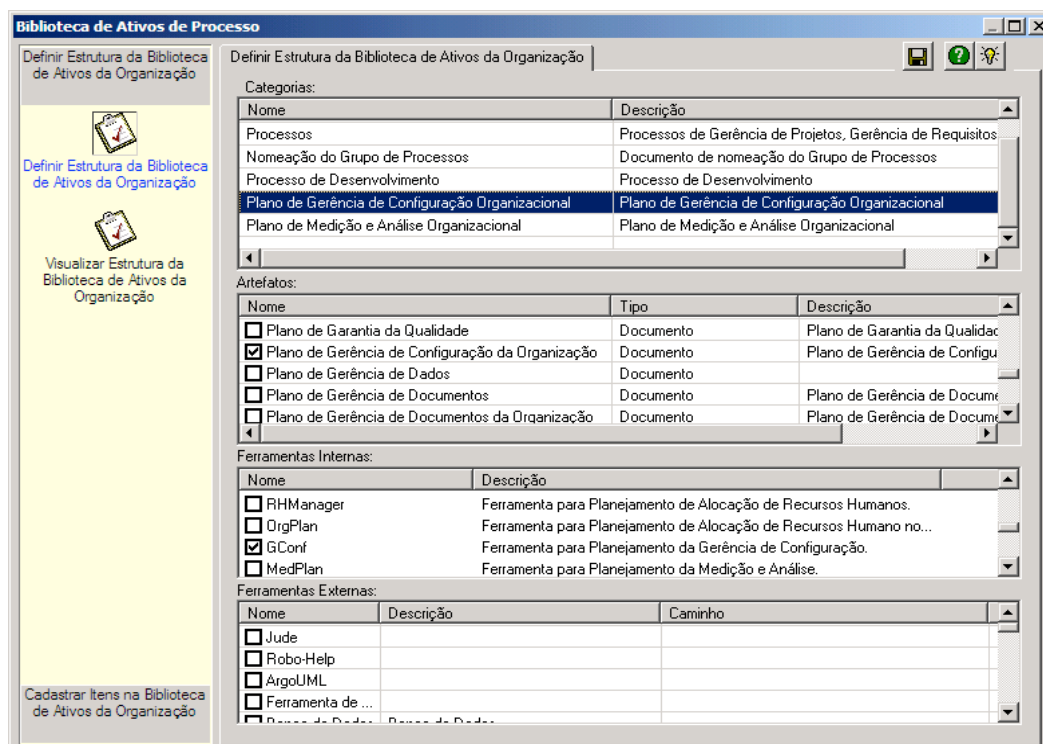 Biblioteca de Ativos de Processo
Definir Estrutura da Biblioteca
de Ativos da Organização
Definir Estrutura da Biblioteca
de Ativos da Organização
Visualizar Estrutura da
Biblioteca de Ativos da
Organização
Cadastrar Itens na Biblioteca
de Ativos da Organização
Definir Estrutura da Biblioteca de Ativos da Organização
Categorias:
Nome Descrição
Processos Processos de Gerência de Projetos, Gerência de Requisitos
Nomeação do Grupo de Processos Documento de nomeação do Grupo de Processos
Processo de Desenvolvimento Processo de Desenvolvimento
Plano de Gerência de Configuração Organizacional Plano de Gerência de Configuração Organizacional
Plano de Medição e Análise Organizacional Plano de Medição e Análise Organizacional
Artefatos:
Nome Tipo Descrição
Plano de Garantia da Qualidade Documento Plano de Garantia da Qualidad
Plano de Gerência de Configuração da Organização Documento Plano de Gerência de Configu
Plano de Gerência de Dados Documento
Plano de Gerência de Documentos Documento Plano de Gerência de Docume
Plano de Gerência de Documentos da Organização Documento Plano de Gerência de Docume
Ferramentas Internas:
Nome Descrição
RHManager Ferramenta para Planejamento de Alocação de Recursos Humanos.
OrgPlan Ferramenta para Planejamento de Alocação de Recursos Humano no...
GConf Ferramenta para Planejamento da Gerência de Configuração.
MedPlan Ferramenta para Planejamento da Medição e Análise.
Ferramentas Externas:
Nome Descrição Caminho
Jude
Robo-Help
ArgoUML
Ferramenta de ...